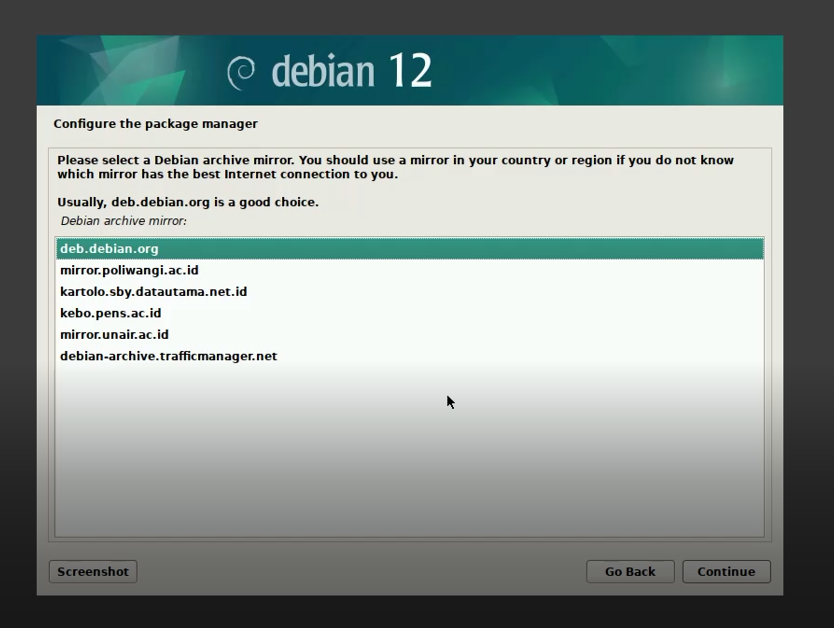 debian 12
Configure the package manager
Please select a Debian archive mirror. You should use a mirror in your country or region if you do not know
which mirror has the best Internet connection to you.
Usually, deb.debian.org is a good choice.
Debian archive mirror:
deb.debian.org
mirror.poliwangi.ac.id
kartolo.sby.datautama.net.id
kebo.pens.ac.id
mirror.unair.ac.id
debian-archive.trafficmanager.net
Screenshot
Go Back
Continue